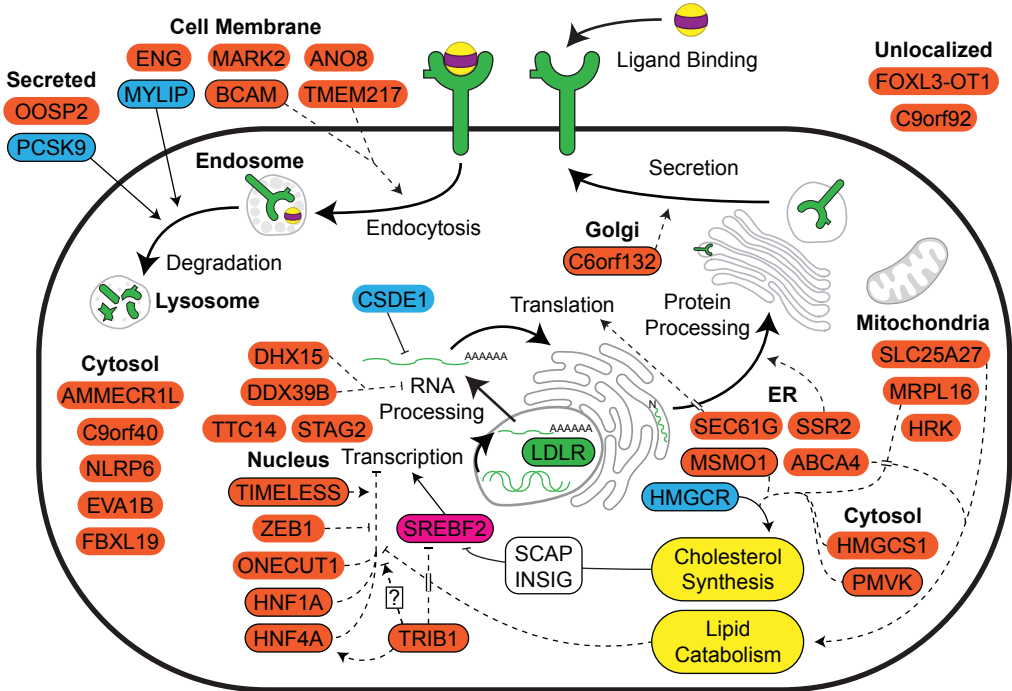 Cell Membrane
ENG
MARK2
ANO8
MYLIP
BCAM
TMEM217
Secreted
OOSP2
PCSK9
Ligand Binding
Unlocalized
FOXL3-OT1
C9orf92
Endosome
Endocytosis
Degradation
Lysosome
Secretion
Golgi
C6orf132
Protein
Processing
Mitochondria
SLC25A27
MRPL16
HRK
CSDE1
Translation
AAAAAA
RNA
Processing
DHX15
DDX39B
TTC14
STAG2
Cytosol
AMMECR1L
C9orf40
NLRP6
EVA1B
FBXL19
Nucleus
Transcription
TIMELESS
ZEB1
ONECUT1
HNF1A
HNF4A
?
TRIB1
SREBF2
AAAAAA
LDLR
N
ER
SEC61G
SSR2
MSMO1
ABCA4
HMGCR
Cytosol
HMGCS1
PMVK
SCAP
INSIG
Cholesterol
Synthesis
Lipid
Catabolism